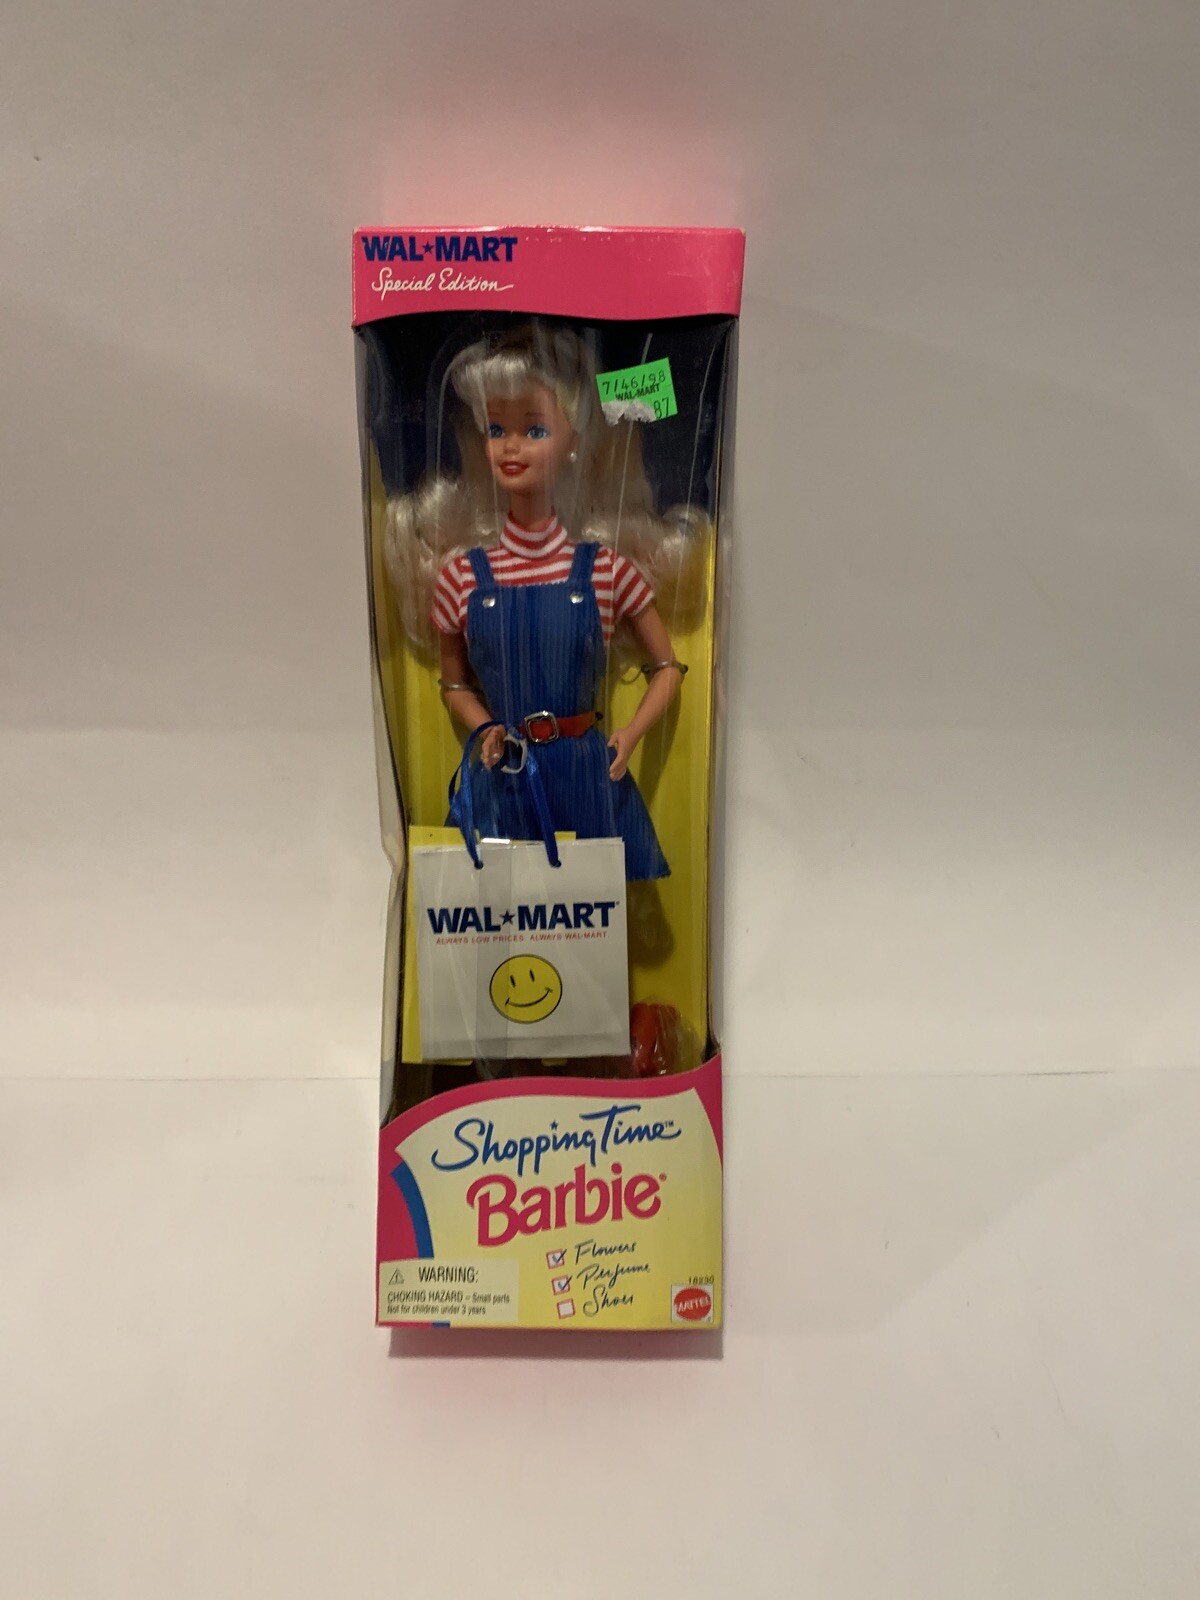 WAL★MART
Special Edition
7/46/98
WAL-MART
87
WAL★MART
ALWAYS LOW PRICES. ALWAYS WAL-MART
Shopping Time™
Barbie®
Flowers
Perfume
Shoes
⚠ WARNING:
CHOKING HAZARD – Small parts
Not for children under 3 years
18230
MATTEL